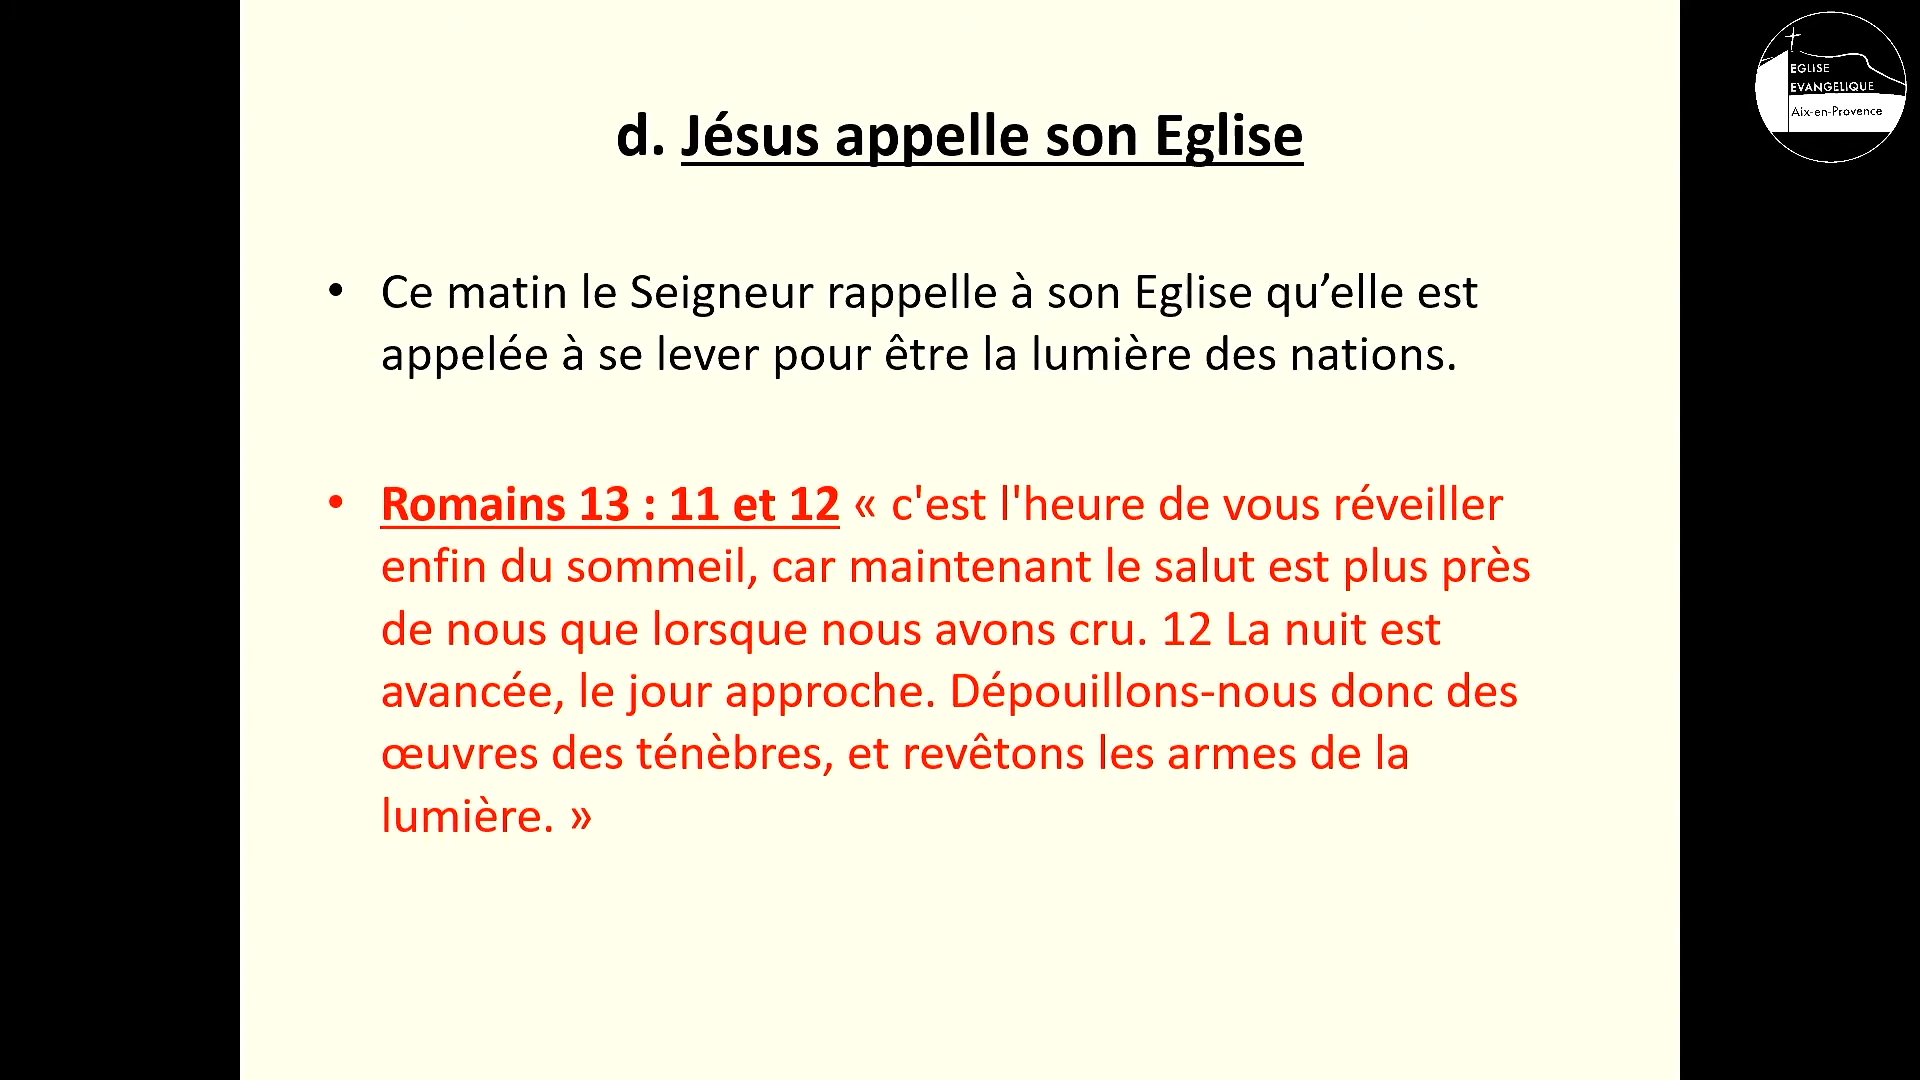 EGLISE
EVANGELIQUE
Aix-en-Provence
d. Jésus appelle son Eglise
• Ce matin le Seigneur rappelle à son Eglise qu’elle est
appelée à se lever pour être la lumière des nations.
• Romains 13 : 11 et 12 « c'est l'heure de vous réveiller
enfin du sommeil, car maintenant le salut est plus près
de nous que lorsque nous avons cru. 12 La nuit est
avancée, le jour approche. Dépouillons-nous donc des
œuvres des ténèbres, et revêtons les armes de la
lumière. »